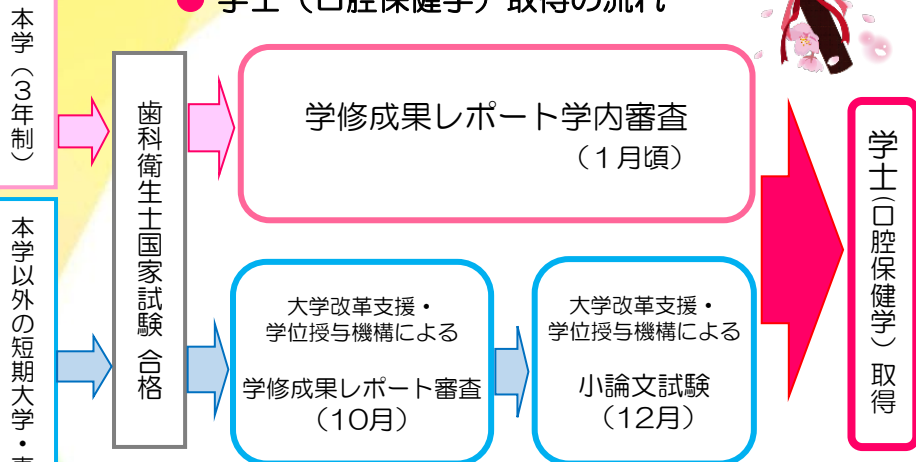 ● 学士（口腔保健学）取得の流れ
本学（３年制）
歯科衛生士国家試験 合格
学修成果レポート学内審査
（１月頃）
学士（口腔保健学）取得
本学以外の短期大学・
大学改革支援・
学位授与機構による
学修成果レポート審査
（10月）
大学改革支援・
学位授与機構による
小論文試験
（12月）